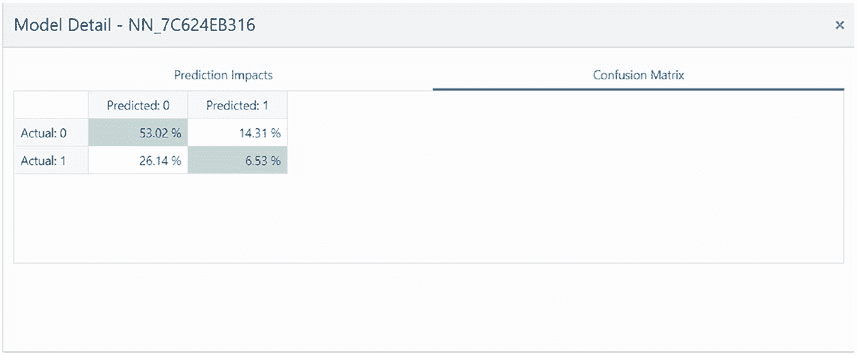 Model Detail - NN_7C624EB316 ×
Prediction Impacts Confusion Matrix
Predicted: 0 Predicted: 1
Actual: 0 53.02 % 14.31 %
Actual: 1 26.14 % 6.53 %